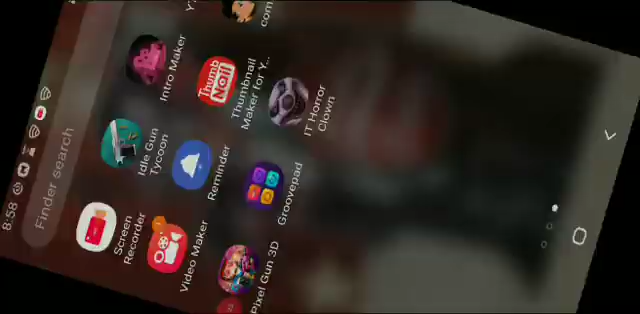 8:58
Finder search
Screen Recorder
Idle Gun Tycoon
Intro Maker
Video Maker
Reminder
Thumb Nail
Thumbnail Maker for Y...
com
Pixel Gun 3D
Groovepad
IT Horror Clown